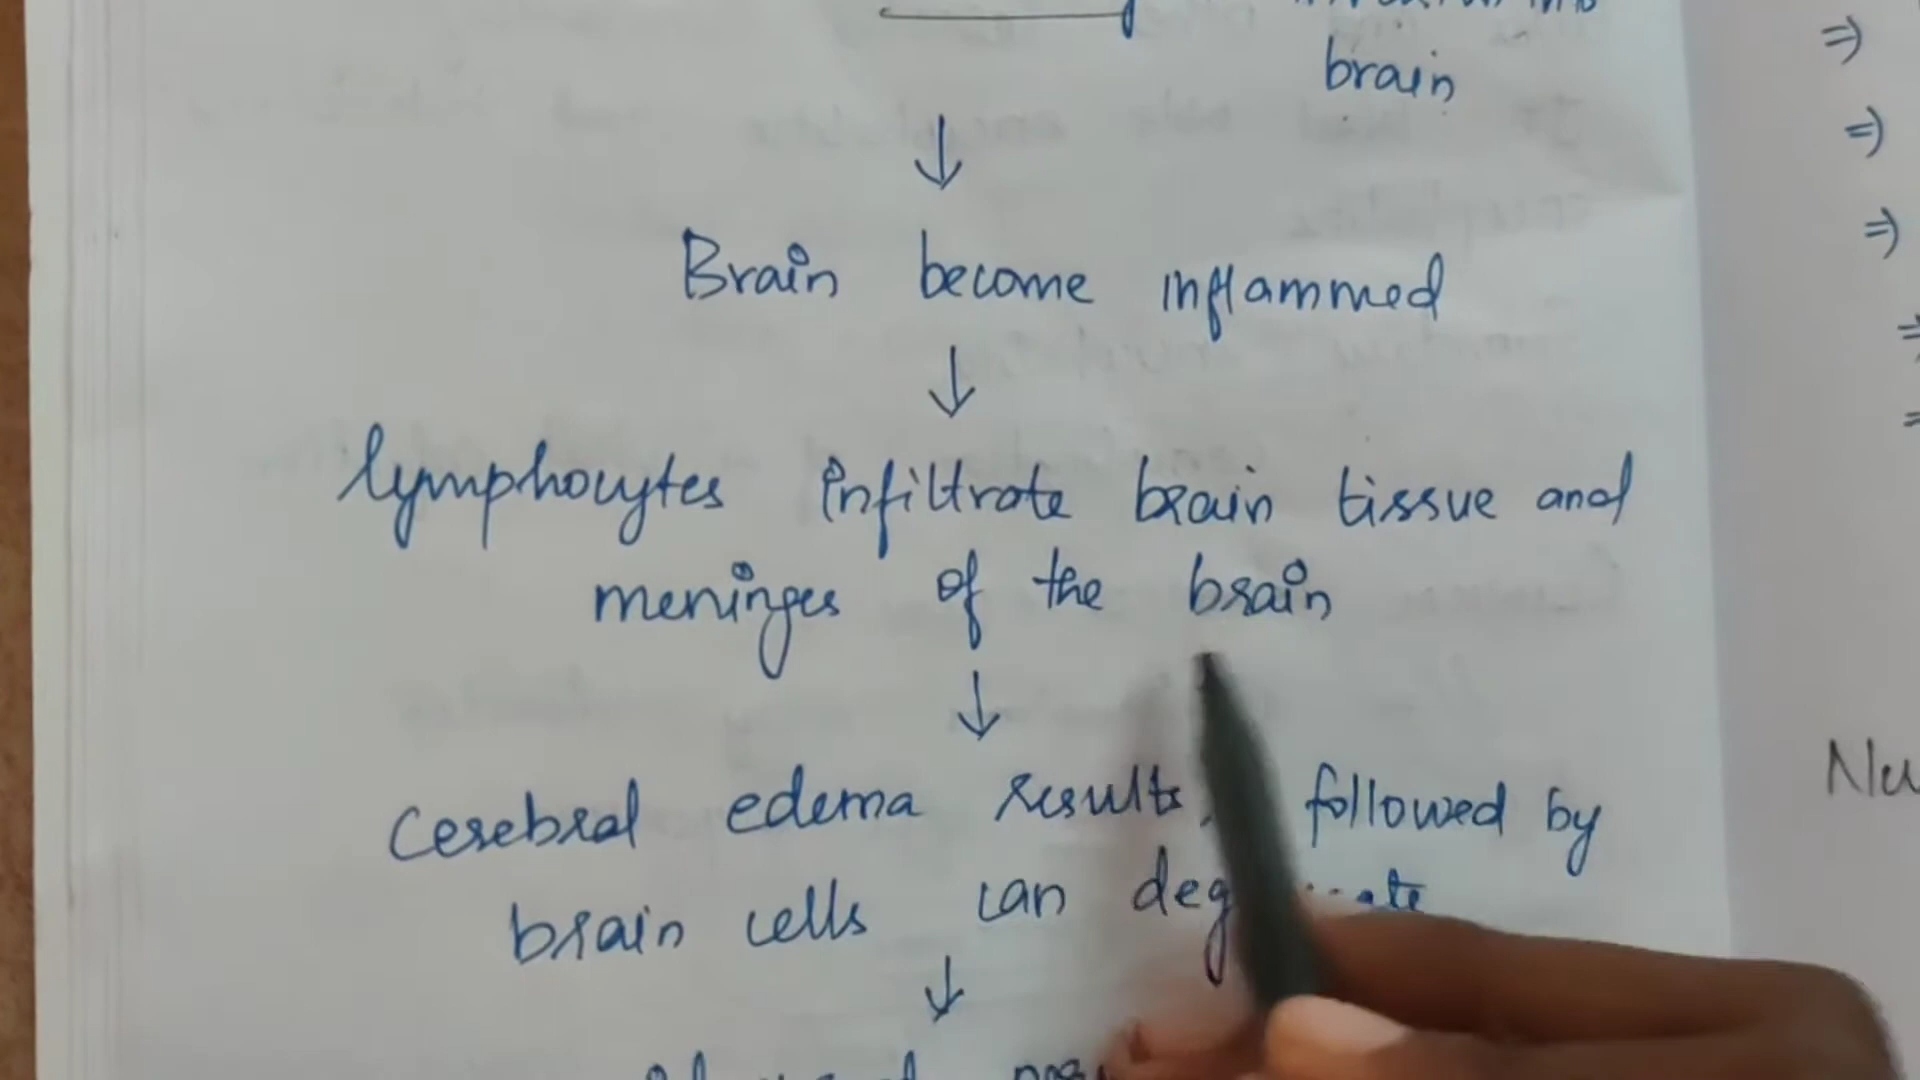 brain
↓
Brain become inflammed
↓
lymphocytes infiltrate brain tissue and
meninges of the brain
↓
Cerebral edema results, followed by
brain cells can
↓
⇒
⇒
⇒